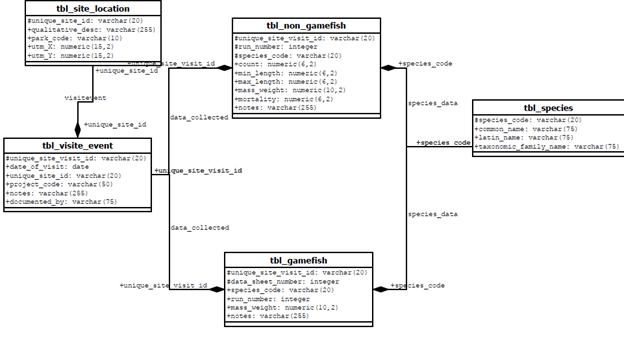 tbl_site_location
#unique_site_id: varchar(20)
+qualitative_desc: varchar(255)
+park_code: varchar(10)
+utm_X: numeric(15,2)
+utm_Y: numeric(15,2)
+unique_site_id
visitevent
+unique_site_id
tbl_visite_event
#unique_site_visit_id: varchar(20)
+date_of_visit: date
+unique_site_id: varchar(20)
+project_code: varchar(50)
+notes: varchar(255)
+documented_by: varchar(75)
+unique_site_visit_id
+unique_site_visit_id
data_collected
data_collected
+unique_site_visit_id
tbl_non_gamefish
#unique_site_visit_id: varchar(20)
#run_number: integer
#species_code: varchar(20)
+count: numeric(6,2)
+min_length: numeric(6,2)
+max_length: numeric(6,2)
+mass_weight: numeric(10,2)
+mortality: numeric(6,2)
+notes: varchar(255)
+species_code
species_data
+species_code
species_data
+species_code
tbl_species
#species_code: varchar(20)
+common_name: varchar(75)
+latin_name: varchar(75)
+taxonomic_family_name: varchar(75)
tbl_gamefish
#unique_site_visit_id: varchar(20)
#data_sheet_number: integer
+species_code: varchar(20)
+run_number: integer
+mass_weight: numeric(10,2)
+notes: varchar(255)